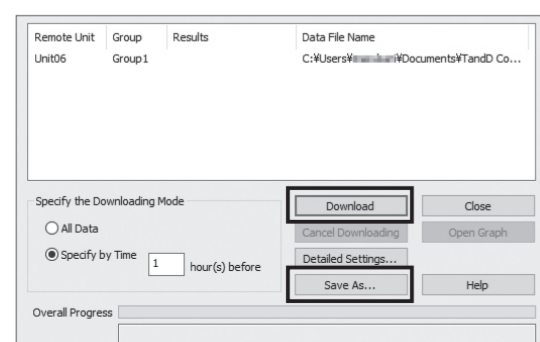 Remote Unit Group Results Data File Name
Unit06 Group1 C:¥Users¥ ¥Documents¥TandD Co...
Specify the Downloading Mode
All Data
Specify by Time 1 hour(s) before
Download Close
Cancel Downloading Open Graph
Detailed Settings...
Save As... Help
Overall Progress